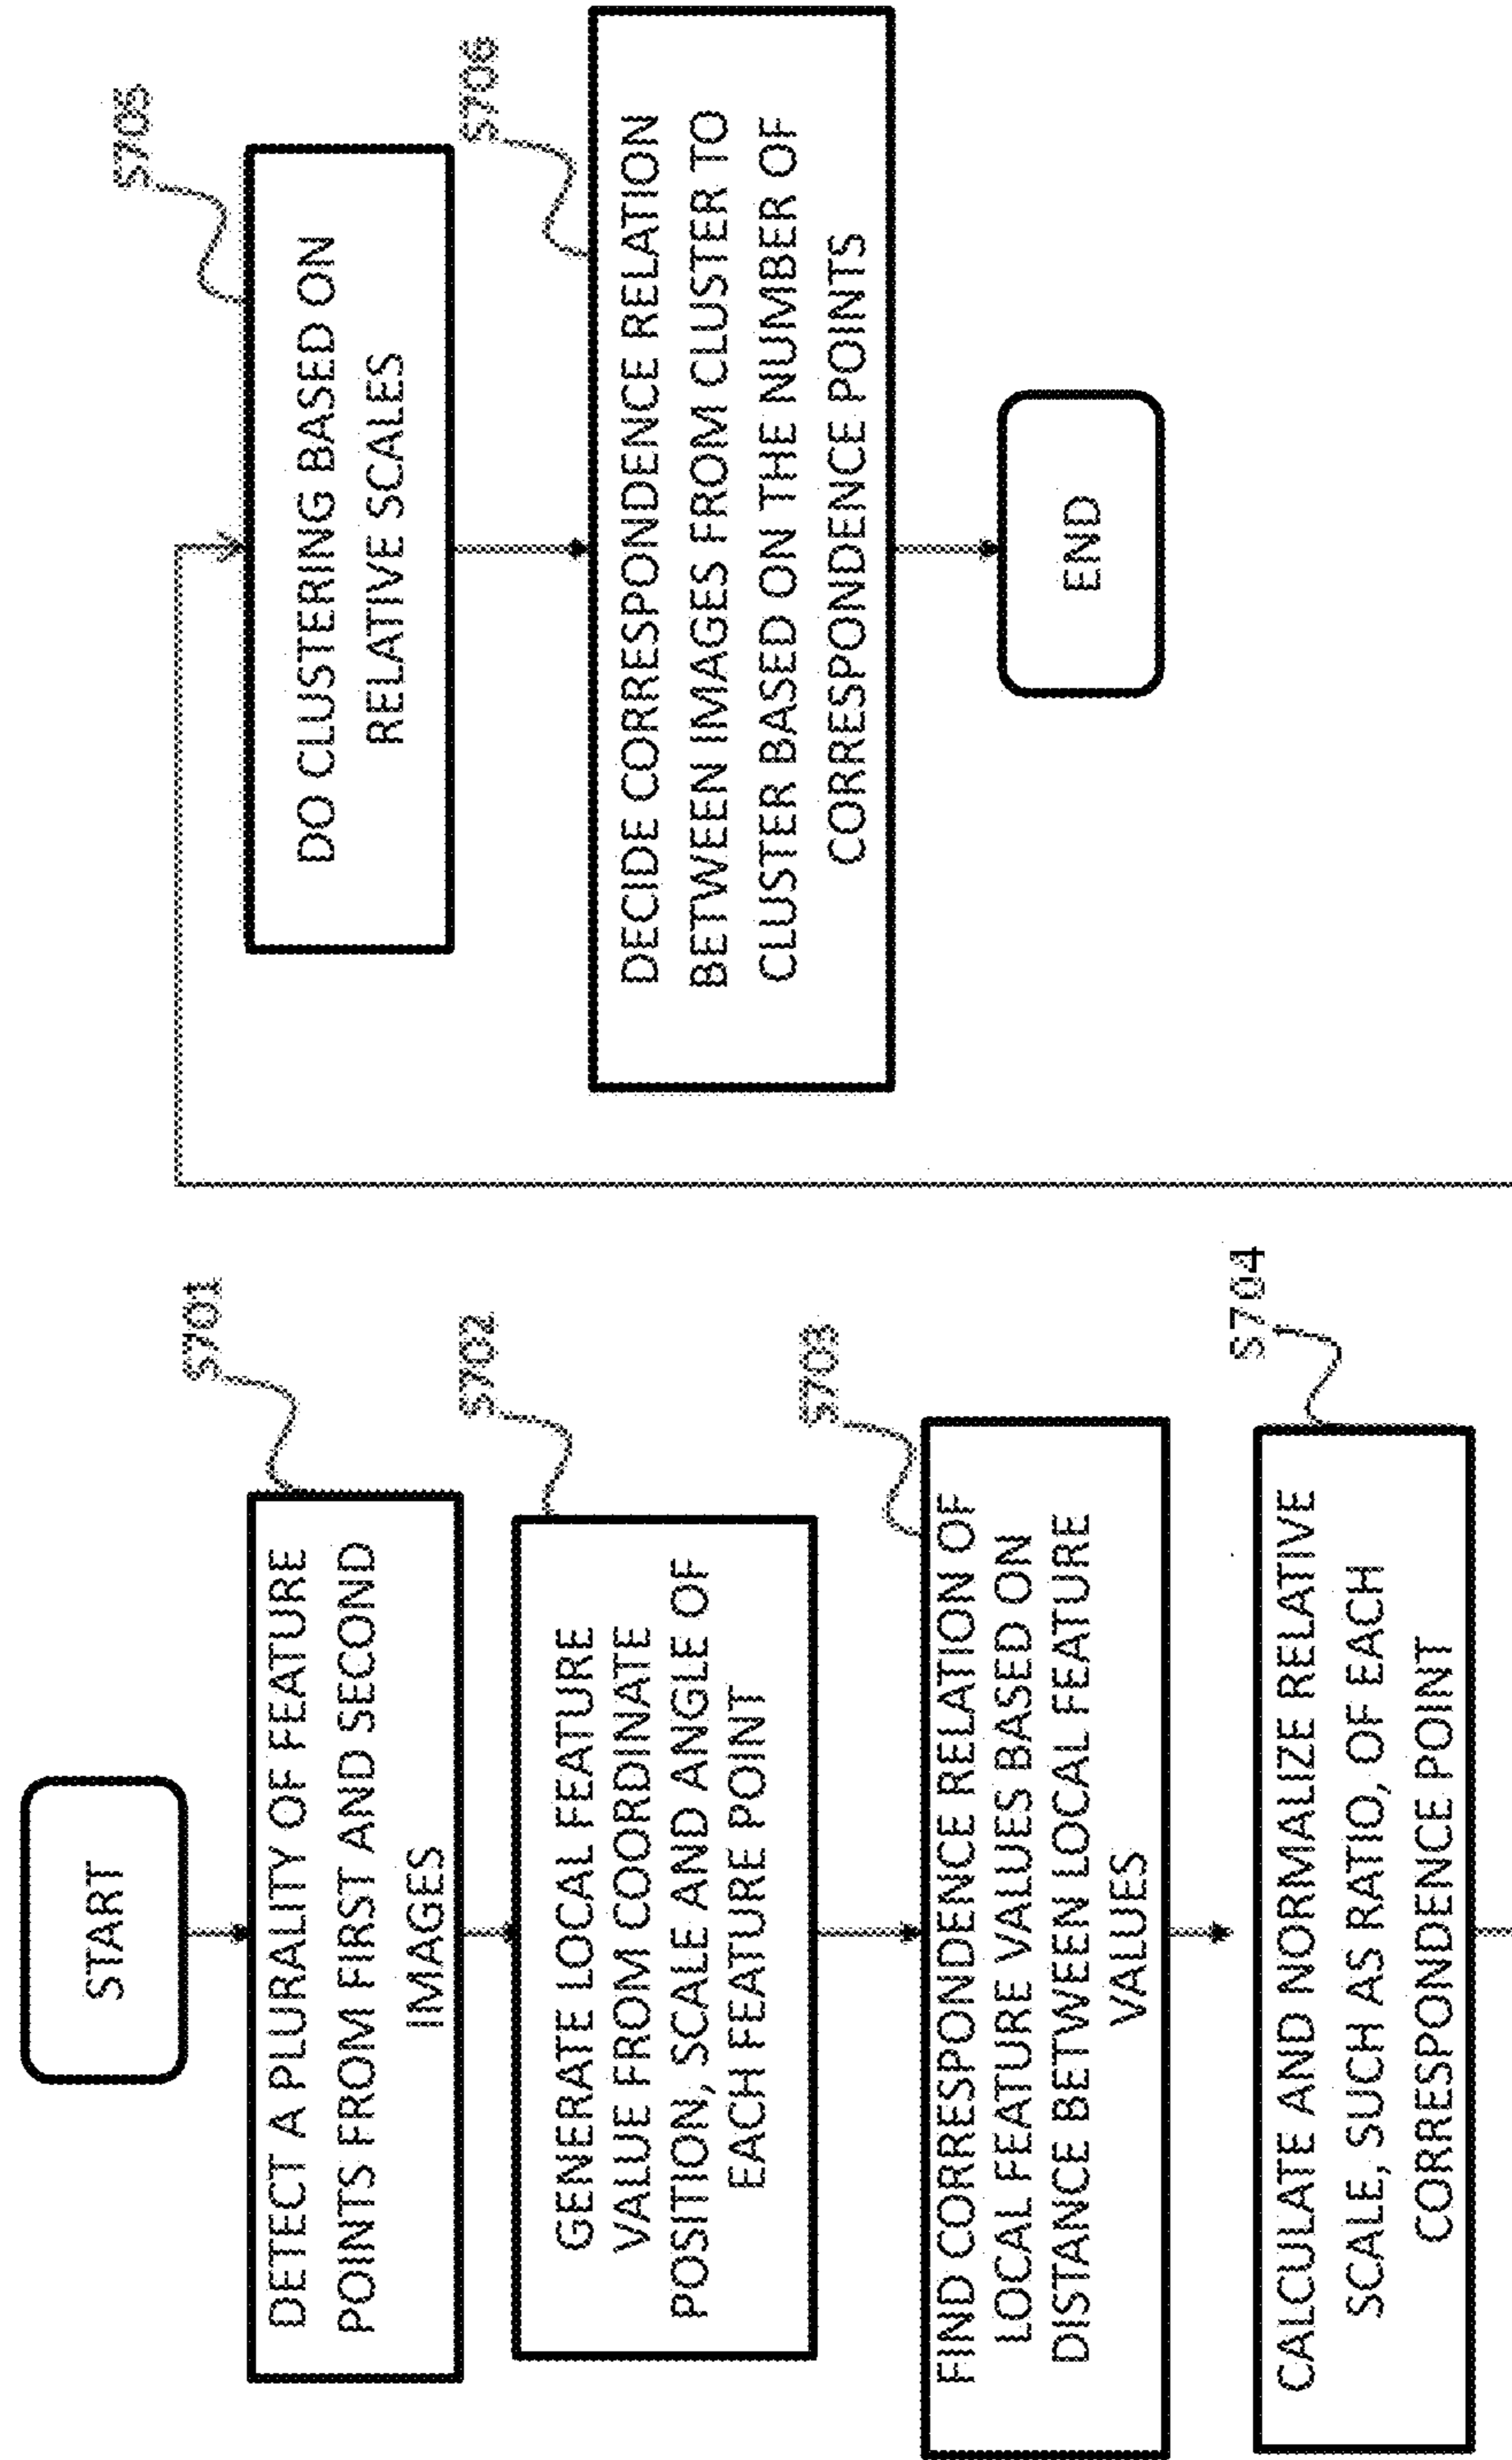 START
S701
DETECT A PLURALITY OF FEATURE
POINTS FROM FIRST AND SECOND
IMAGES
S702
GENERATE LOCAL FEATURE
VALUE FROM COORDINATE
POSITION, SCALE AND ANGLE OF
EACH FEATURE POINT
S703
FIND CORRESPONDENCE RELATION OF
LOCAL FEATURE VALUES BASED ON
DISTANCE BETWEEN LOCAL FEATURE
VALUES
S704
CALCULATE AND NORMALIZE RELATIVE
SCALE, SUCH AS RATIO, OF EACH
CORRESPONDENCE POINT
S705
DO CLUSTERING BASED ON
RELATIVE SCALES
S706
DECIDE CORRESPONDENCE RELATION
BETWEEN IMAGES FROM CLUSTER TO
CLUSTER BASED ON THE NUMBER OF
CORRESPONDENCE POINTS
END